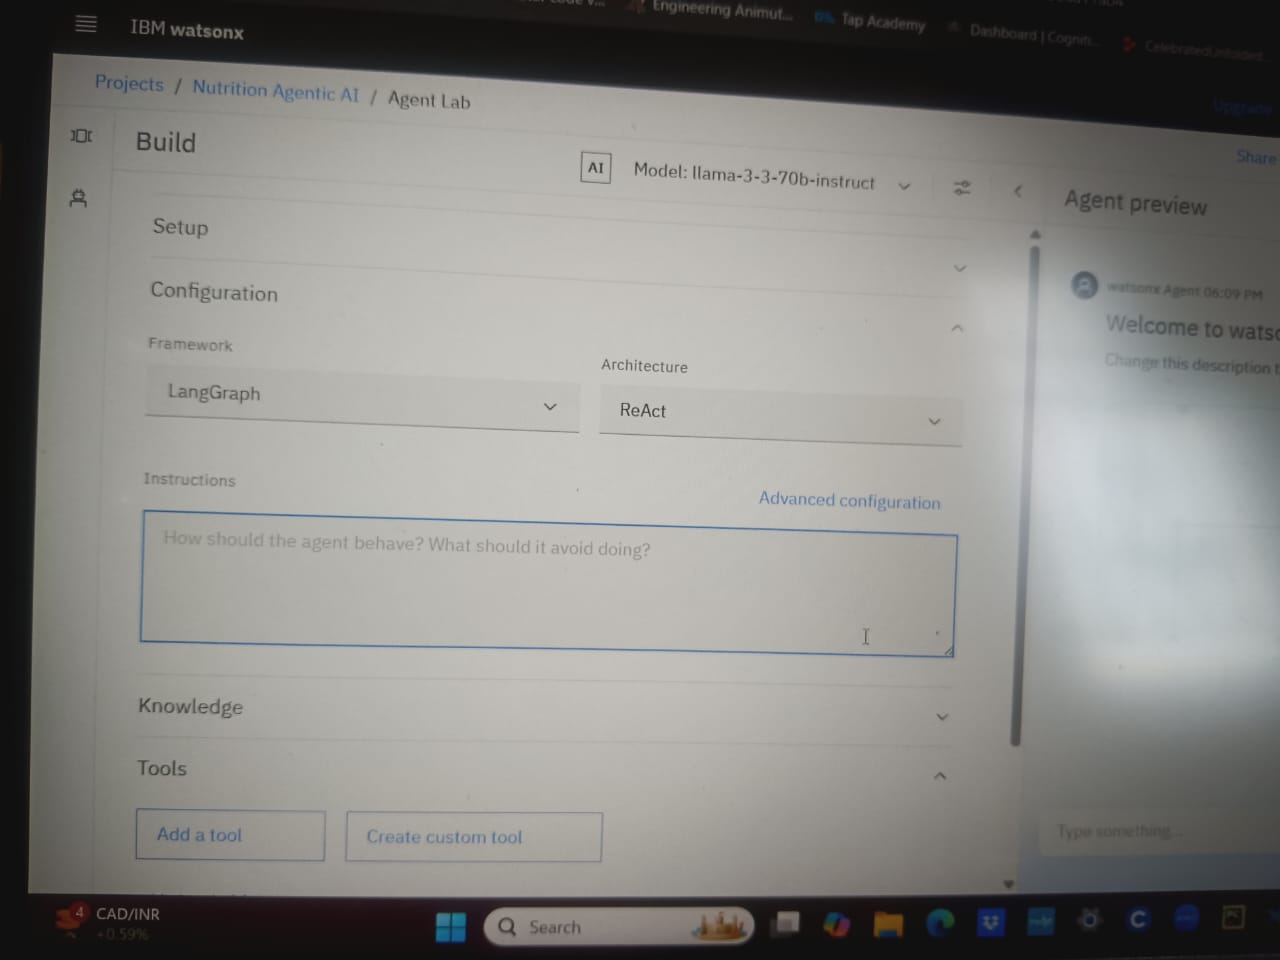 Engineering Animut...
Tap Academy
Dashboard | Cogniti...
IBM watsonx
Upgrade
Projects / Nutrition Agentic AI / Agent Lab
Share
Build
AI
Model: llama-3-3-70b-instruct
Agent preview
Setup
watsonx Agent 06:09 PM
Configuration
Welcome to
Change this description
Framework
Architecture
LangGraph
ReAct
Instructions
Advanced configuration
How should the agent behave? What should it avoid doing?
Knowledge
Tools
Add a tool
Create custom tool
Type something...
4
CAD/INR
+0.59%
Search